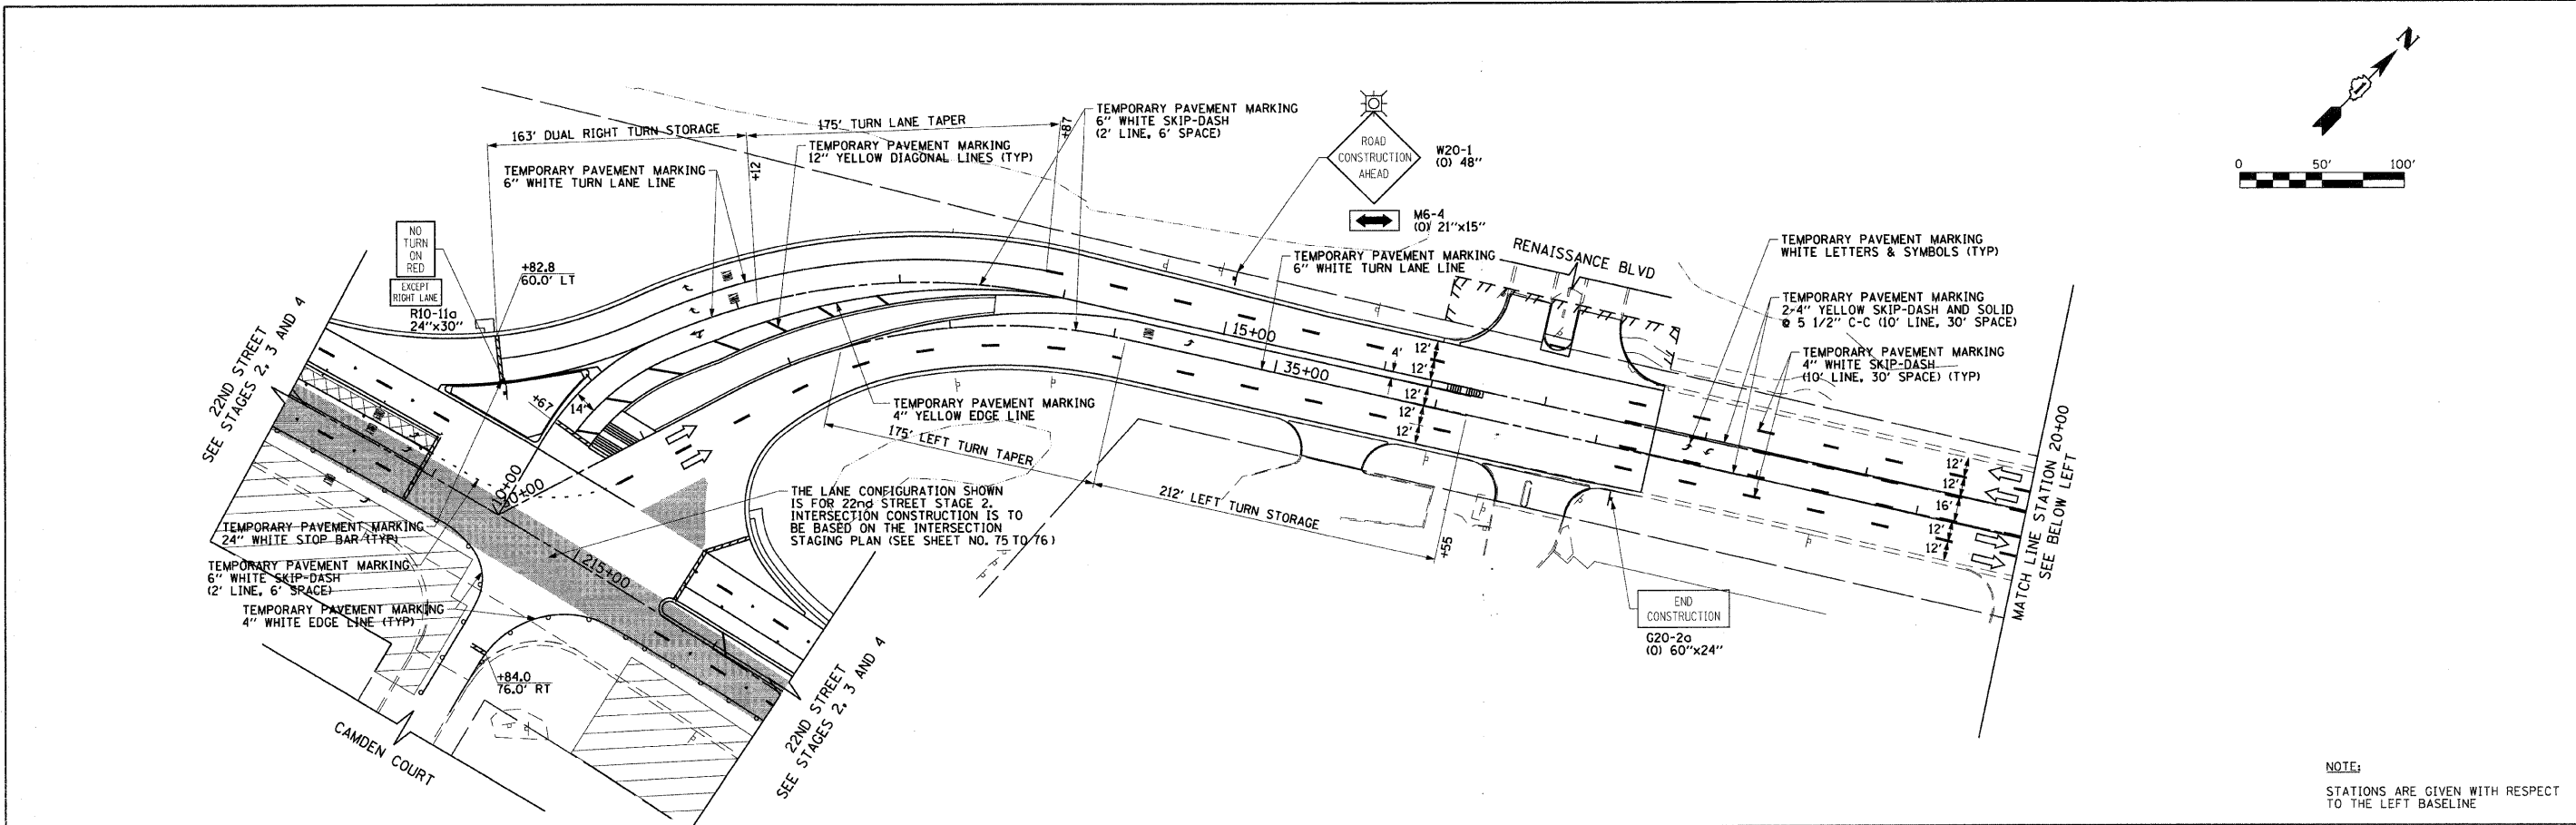 N
0 50' 100'
163' DUAL RIGHT TURN STORAGE
175' TURN LANE TAPER
+87
+12
TEMPORARY PAVEMENT MARKING
6" WHITE SKIP-DASH
(2' LINE, 6' SPACE)
TEMPORARY PAVEMENT MARKING
12" YELLOW DIAGONAL LINES (TYP)
TEMPORARY PAVEMENT MARKING
6" WHITE TURN LANE LINE
ROAD
CONSTRUCTION
AHEAD
W20-1
(O) 48"
M6-4
(O) 21"x15"
NO
TURN
ON
RED
EXCEPT
RIGHT LANE
R10-11a
24"x30"
+82.8
60.0' LT
TEMPORARY PAVEMENT MARKING
6" WHITE TURN LANE LINE
RENAISSANCE BLVD
TEMPORARY PAVEMENT MARKING
WHITE LETTERS & SYMBOLS (TYP)
TEMPORARY PAVEMENT MARKING
2-4" YELLOW SKIP-DASH AND SOLID
@ 5 1/2" C-C (10' LINE, 30' SPACE)
TEMPORARY PAVEMENT MARKING
4" WHITE SKIP-DASH
(10' LINE, 30' SPACE) (TYP)
22ND STREET
SEE STAGES 2, 3 AND 4
15+00
35+00
4'
12'
12'
12'
12'
12'
+67
14'
TEMPORARY PAVEMENT MARKING
4" YELLOW EDGE LINE
175' LEFT TURN TAPER
212' LEFT TURN STORAGE
+55
10+00
THE LANE CONFIGURATION SHOWN
IS FOR 22nd STREET STAGE 2.
INTERSECTION CONSTRUCTION IS TO
BE BASED ON THE INTERSECTION
STAGING PLAN (SEE SHEET NO. 75 TO 76)
12'
12'
16'
12'
12'
MATCH LINE STATION 20+00
SEE BELOW LEFT
TEMPORARY PAVEMENT MARKING
24" WHITE STOP BAR (TYP)
TEMPORARY PAVEMENT MARKING
6" WHITE SKIP-DASH
(2' LINE, 6' SPACE)
TEMPORARY PAVEMENT MARKING
4" WHITE EDGE LINE (TYP)
215+00
END
CONSTRUCTION
G20-2a
(O) 60"x24"
+84.0
76.0' RT
CAMDEN COURT
22ND STREET
SEE STAGES 2, 3 AND 4
NOTE:
STATIONS ARE GIVEN WITH RESPECT
TO THE LEFT BASELINE